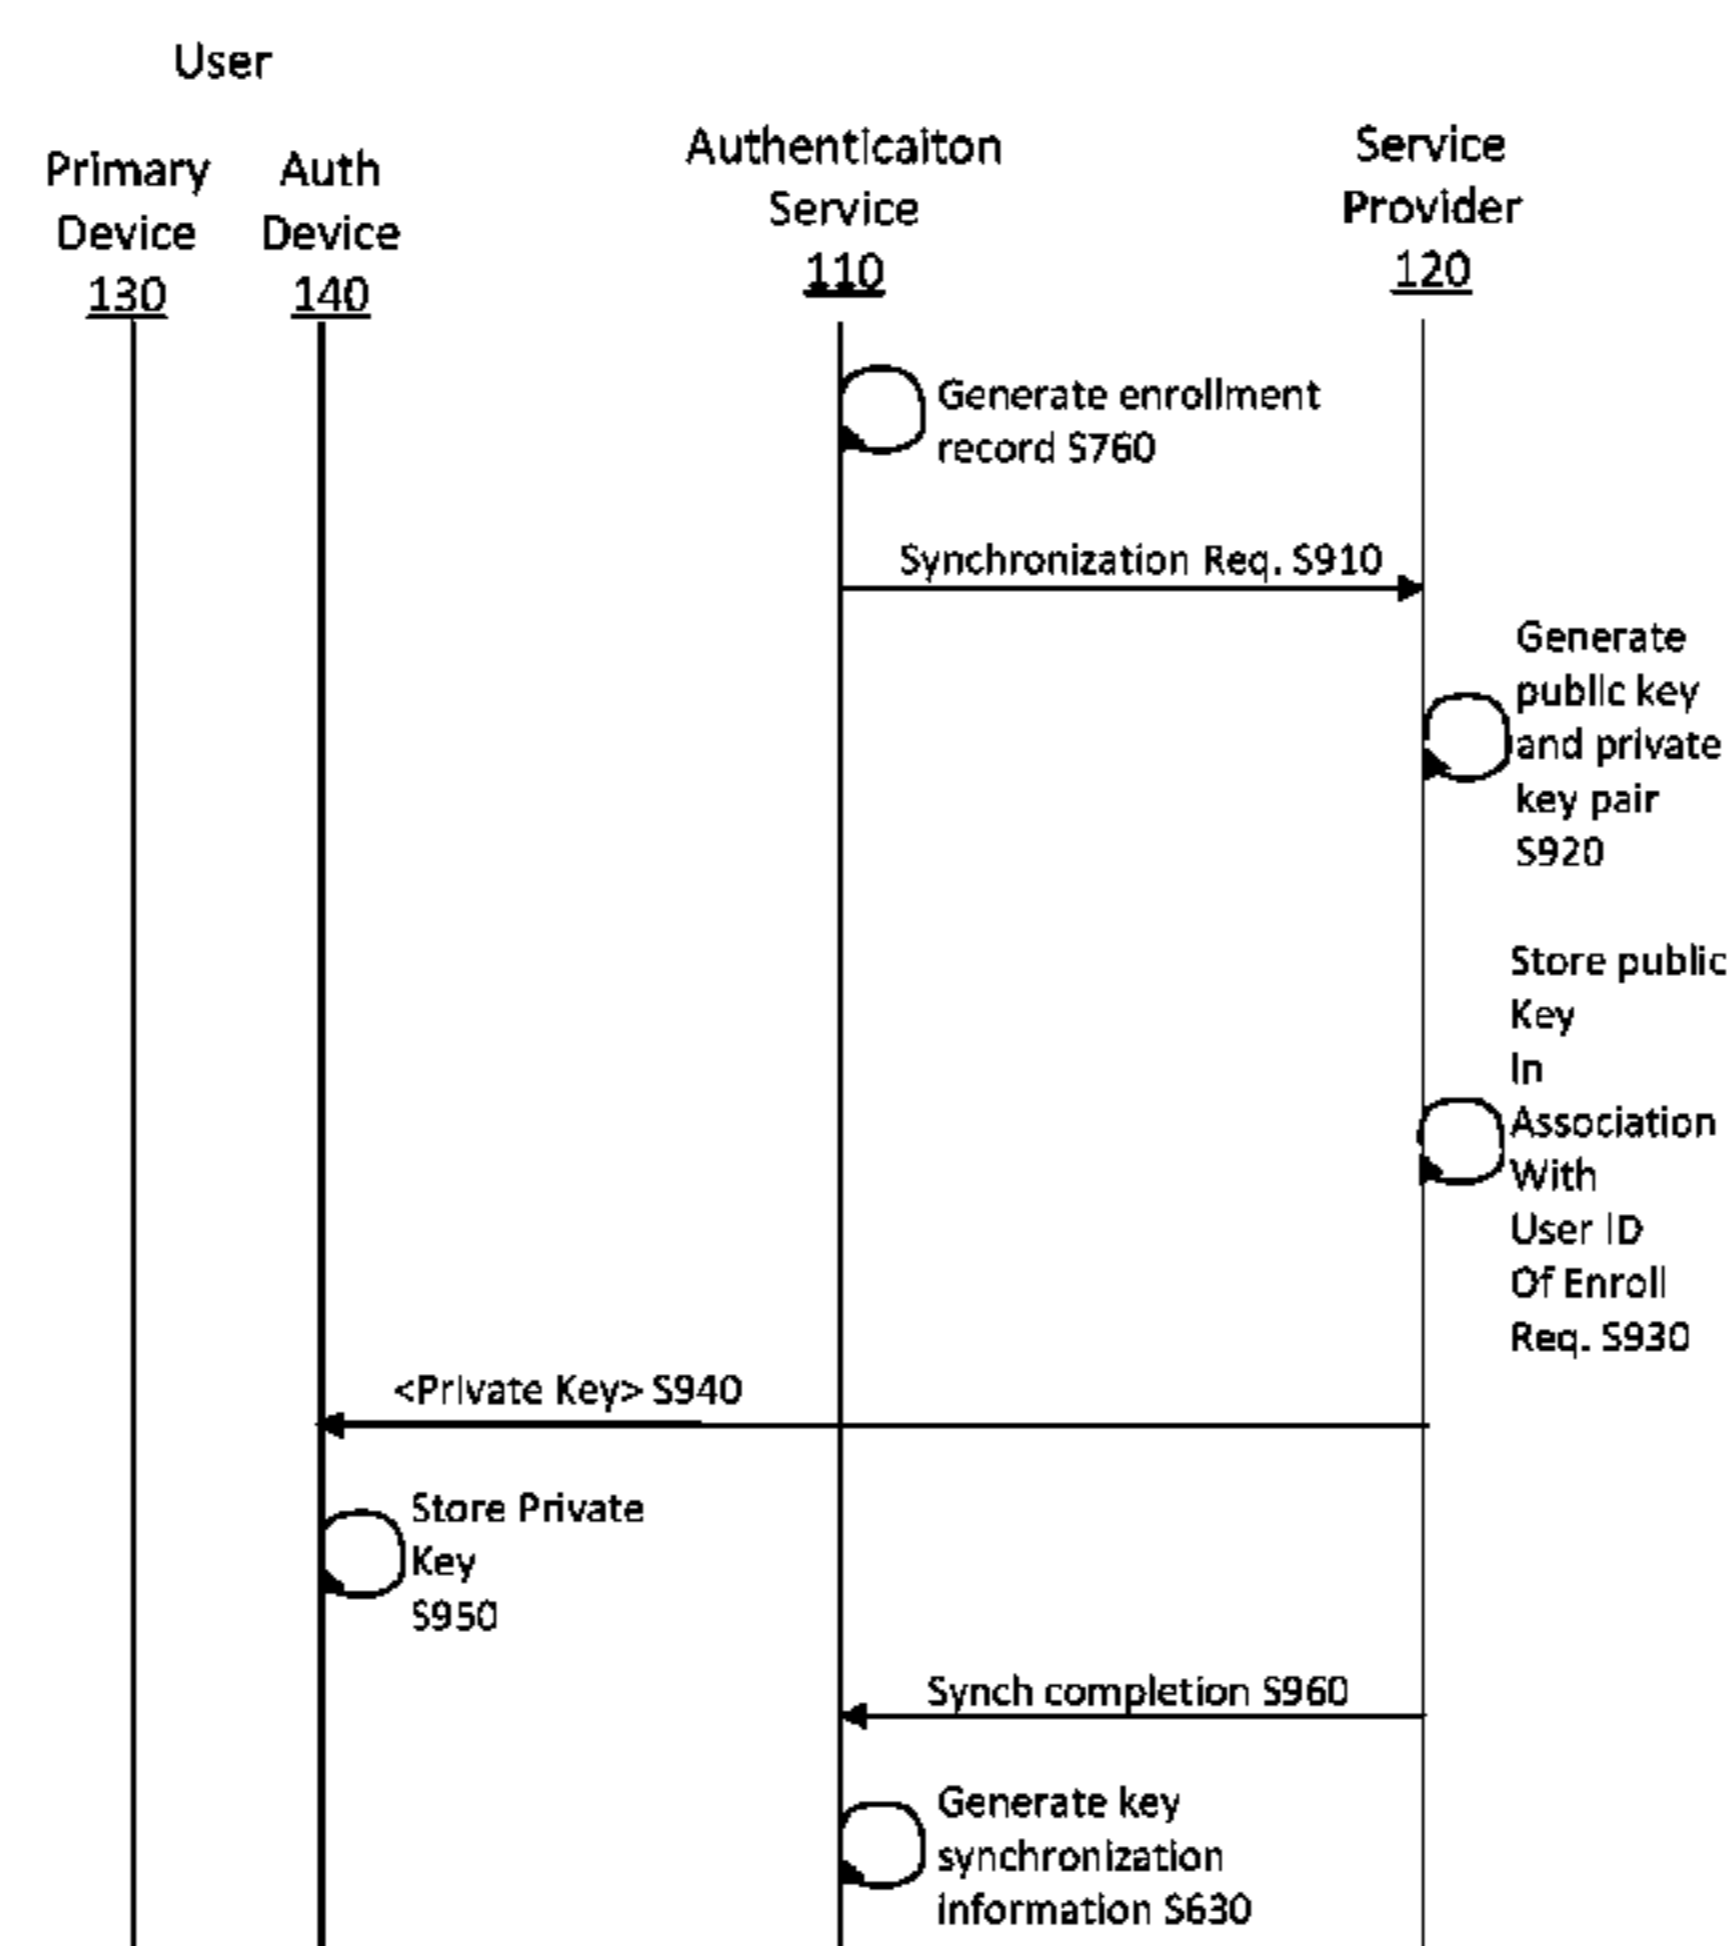 User
Primary
Device
130
Auth
Device
140
Authenticaiton
Service
110
Service
Provider
120
Generate enrollment
record S760
Synchronization Req. S910
Generate
public key
and private
key pair
S920
Store public
Key
In
Association
With
User ID
Of Enroll
Req. S930
<Private Key> S940
Store Private
Key
S950
Synch completion S960
Generate key
synchronization
information S630